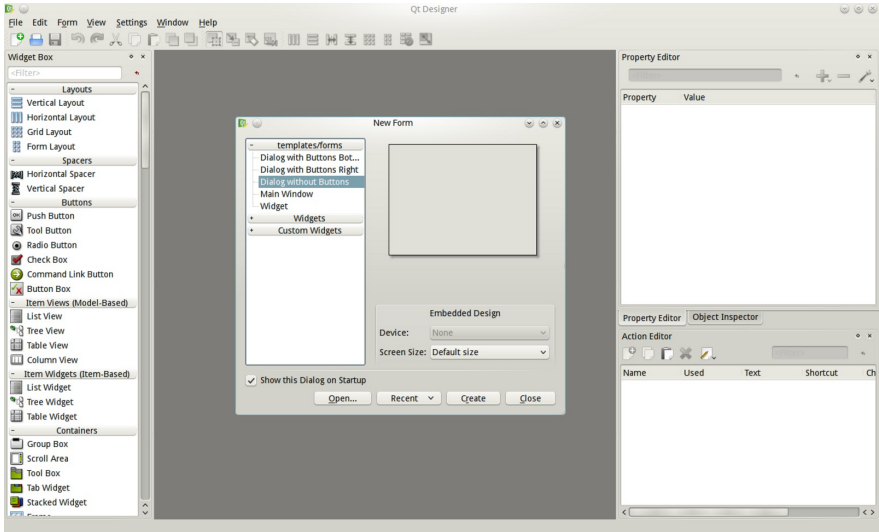 Qt Designer
File Edit Form View Settings Window Help
Widget Box
<Filter>
Layouts
Vertical Layout
Horizontal Layout
Grid Layout
Form Layout
Spacers
Horizontal Spacer
Vertical Spacer
Buttons
OK Push Button
Tool Button
Radio Button
Check Box
Command Link Button
Button Box
Item Views (Model-Based)
List View
Tree View
Table View
Column View
Item Widgets (Item-Based)
List Widget
Tree Widget
Table Widget
Containers
Group Box
Scroll Area
Tool Box
Tab Widget
Stacked Widget
New Form
templates/forms
Dialog with Buttons Bot...
Dialog with Buttons Right
Dialog without Buttons
Main Window
Widget
Widgets
Custom Widgets
Embedded Design
Device: None
Screen Size: Default size
Show this Dialog on Startup
Open... Recent Create Close
Property Editor
Property Value
Property Editor Object Inspector
Action Editor
Name Used Text Shortcut Ch